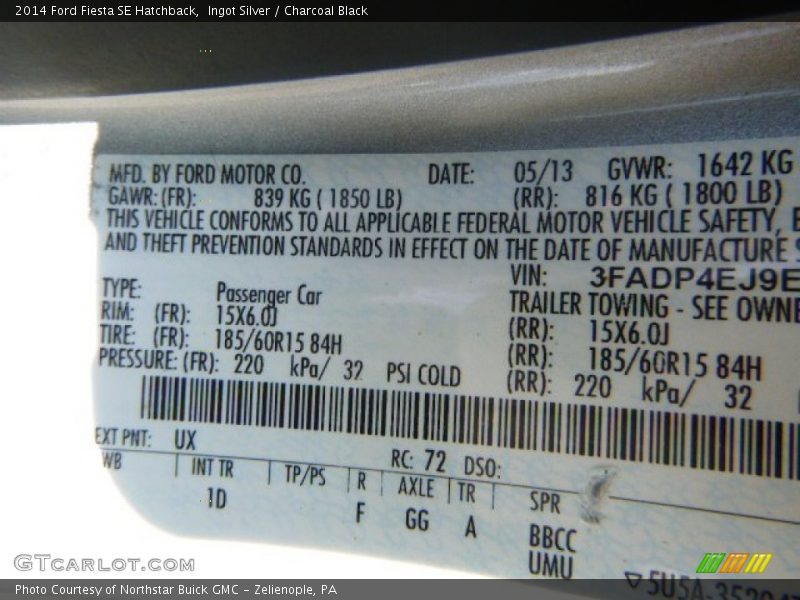 2014 Ford Fiesta SE Hatchback,  Ingot Silver / Charcoal Black
MFD. BY FORD MOTOR CO. DATE: 05/13 GVWR: 1642 KG
GAWR: (FR): 839 KG ( 1850 LB) (RR): 816 KG ( 1800 LB)
THIS VEHICLE CONFORMS TO ALL APPLICABLE FEDERAL MOTOR VEHICLE SAFETY,
AND THEFT PREVENTION STANDARDS IN EFFECT ON THE DATE OF MANUFACTURE
VIN: 3FADP4EJ9E
TYPE: Passenger Car TRAILER TOWING - SEE OWNE
RIM: (FR): 15X6.0J (RR): 15X6.0J
TIRE: (FR): 185/60R15 84H (RR): 185/60R15 84H
PRESSURE: (FR): 220 kPa/ 32 PSI COLD (RR): 220 kPa/ 32
EXT PNT: UX RC: 72 DSO:
WB INT TR TP/PS R AXLE TR SPR
1D F GG A BBCC
UMU
GTCARLOT.COM
Photo Courtesy of Northstar Buick GMC - Zelienople, PA